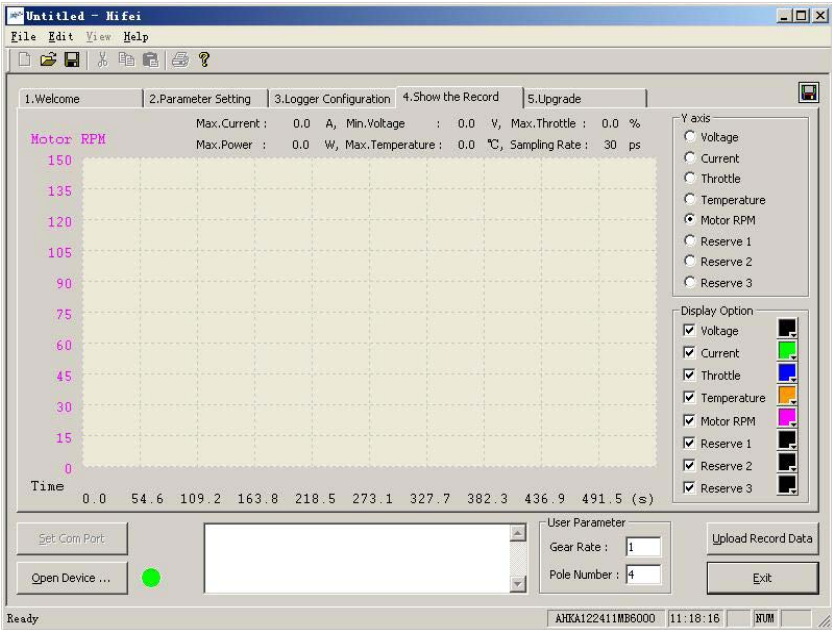 Untitled - Hifei
File Edit View Help
1.Welcome 2.Parameter Setting 3.Logger Configuration 4.Show the Record 5.Upgrade
Max.Current : 0.0 A, Min.Voltage : 0.0 V, Max.Throttle : 0.0 %
Motor RPM
Max.Power : 0.0 W, Max.Temperature : 0.0 ℃, Sampling Rate : 30 ps
150
135
120
105
90
75
60
45
30
15
0
Time
0.0 54.6 109.2 163.8 218.5 273.1 327.7 382.3 436.9 491.5 (s)
Y axis
Voltage
Current
Throttle
Temperature
Motor RPM
Reserve 1
Reserve 2
Reserve 3
Display Option
Voltage
Current
Throttle
Temperature
Motor RPM
Reserve 1
Reserve 2
Reserve 3
Set Com Port
Open Device ...
User Parameter
Gear Rate : 1
Pole Number : 4
Upload Record Data
Exit
Ready AHKA122411MB6000 11:18:16 NUM